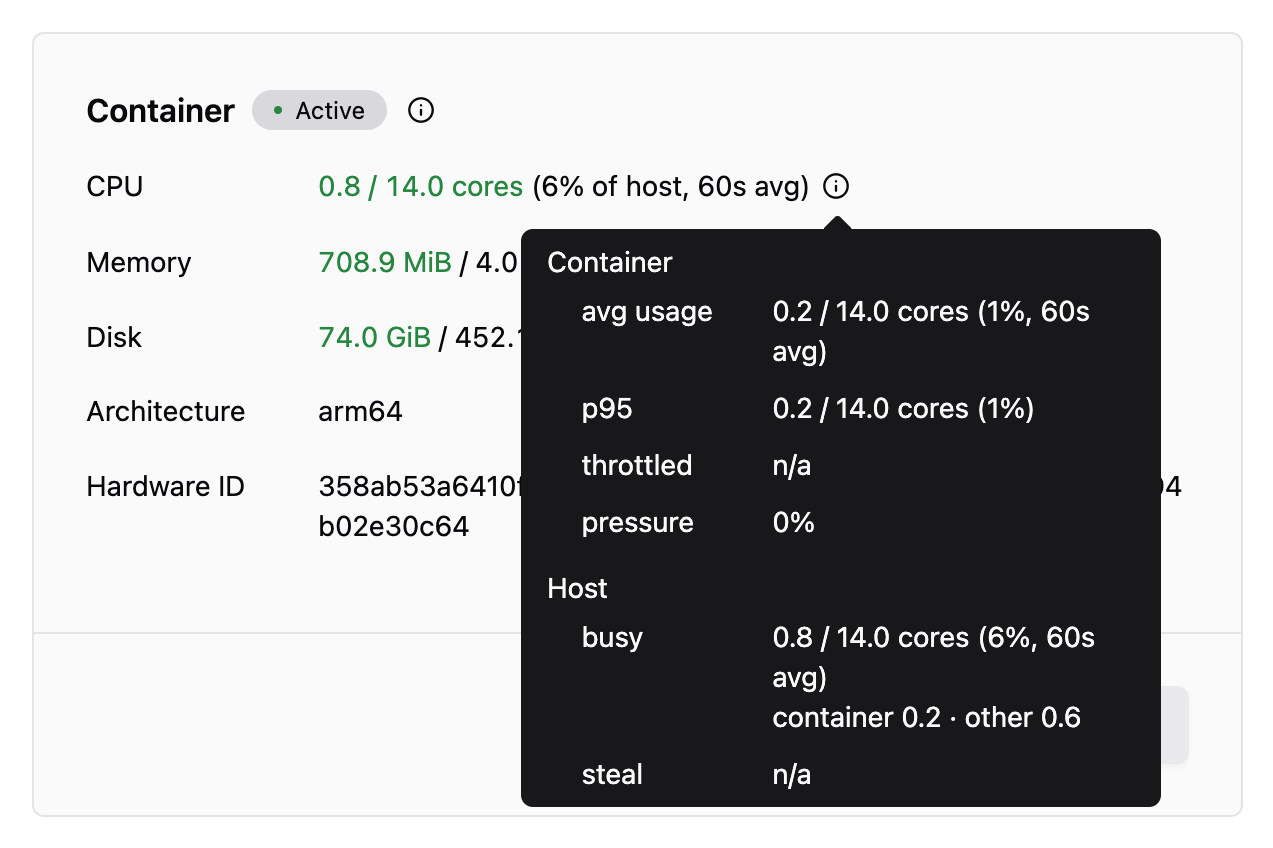 Container Active
CPU 0.8 / 14.0 cores (6% of host, 60s avg)
Memory 708.9 MiB / 4.0
Disk 74.0 GiB / 452.1
Architecture arm64
Hardware ID 358ab53a6410f 04
b02e30c64
Container
avg usage 0.2 / 14.0 cores (1%, 60s
avg)
p95 0.2 / 14.0 cores (1%)
throttled n/a
pressure 0%
Host
busy 0.8 / 14.0 cores (6%, 60s
avg)
container 0.2 · other 0.6
steal n/a